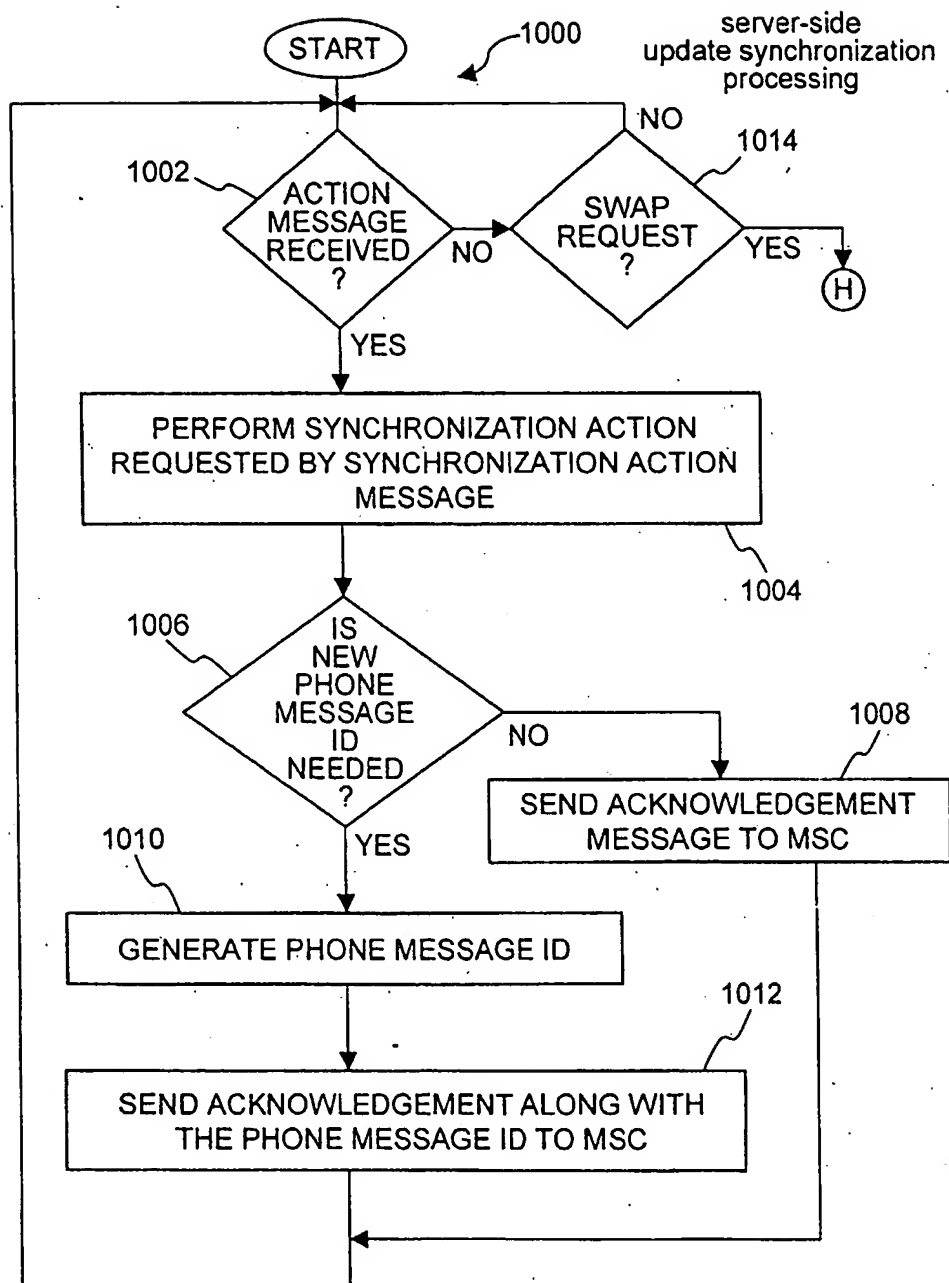 START
1000
server-side
update synchronization
processing
1002
ACTION
MESSAGE
RECEIVED
?
NO
YES
NO
1014
SWAP
REQUEST
?
YES
H
PERFORM SYNCHRONIZATION ACTION
REQUESTED BY SYNCHRONIZATION ACTION
MESSAGE
1004
1006
IS
NEW
PHONE
MESSAGE
ID
NEEDED
?
NO
YES
1008
SEND ACKNOWLEDGEMENT
MESSAGE TO MSC
1010
GENERATE PHONE MESSAGE ID
1012
SEND ACKNOWLEDGEMENT ALONG WITH
THE PHONE MESSAGE ID TO MSC